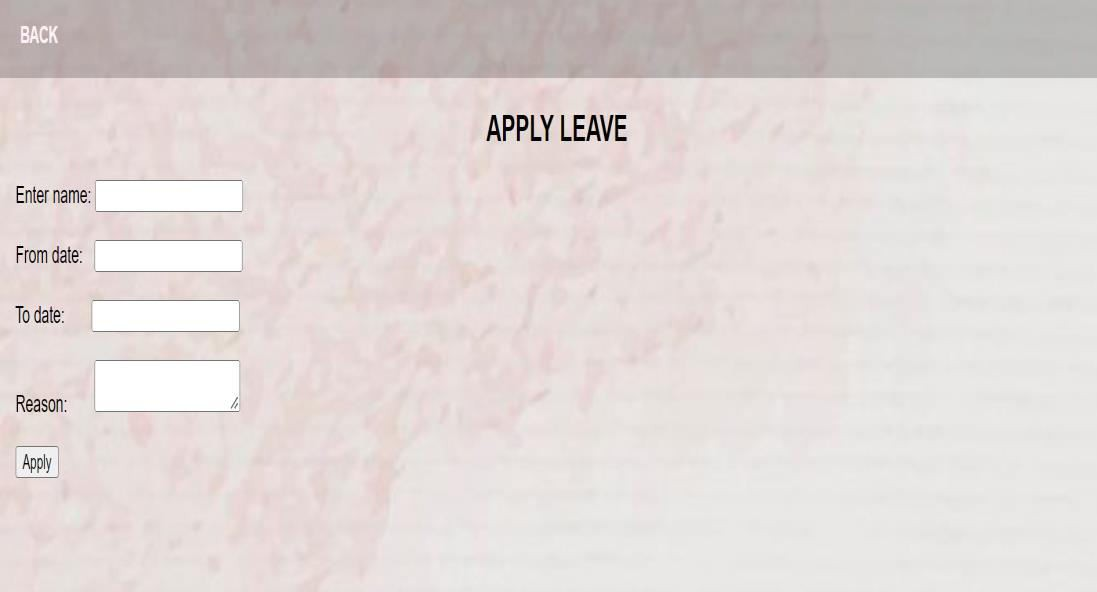 BACK
APPLY LEAVE
Enter name:
From date:
To date:
Reason:
Apply